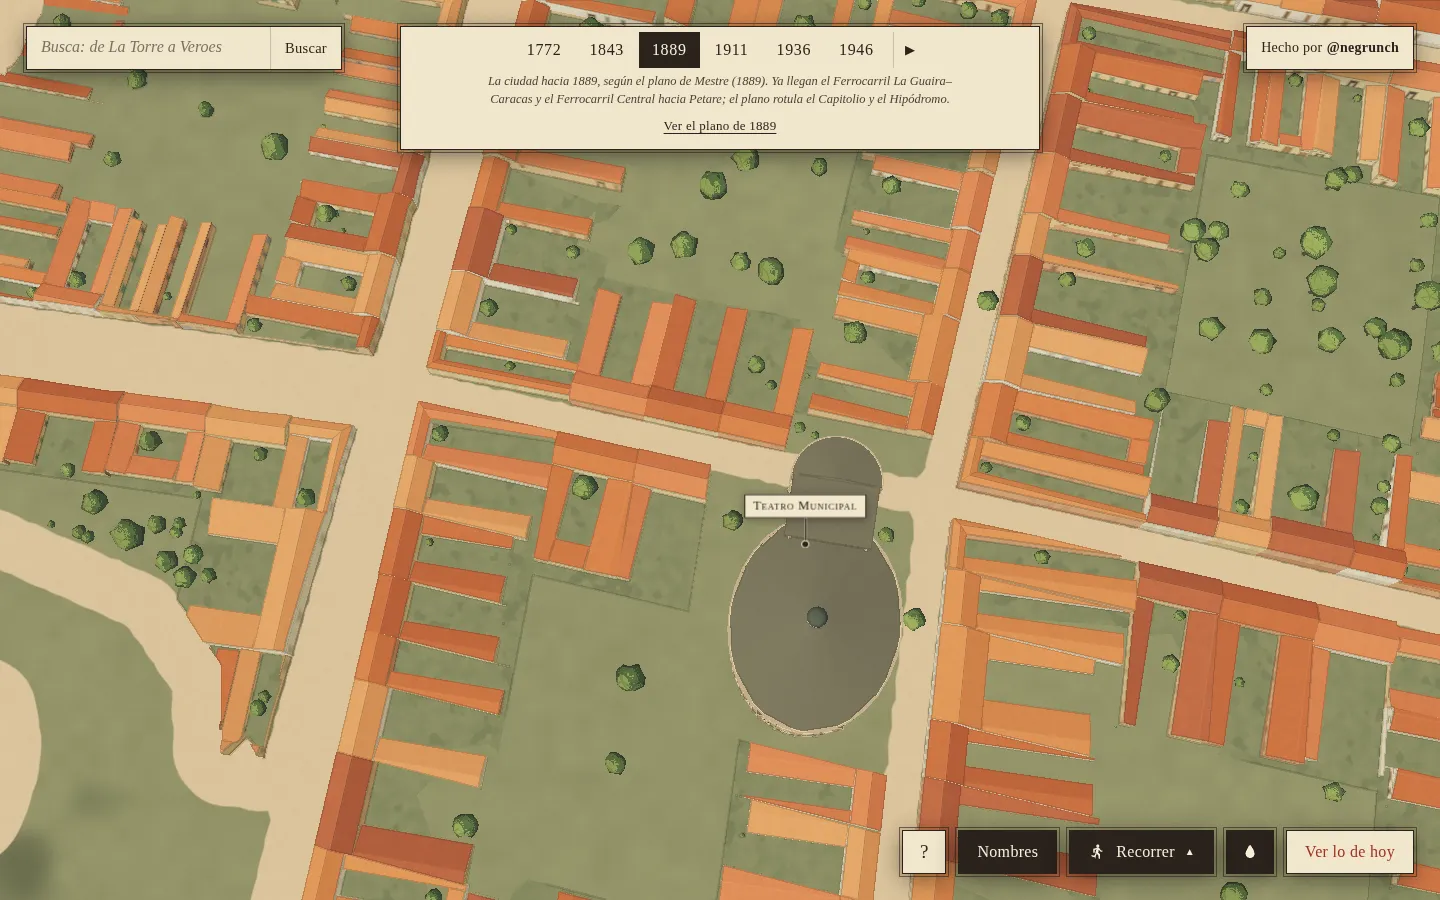 Busca: de La Torre a Veroes
Buscar
1772 1843 1889 1911 1936 1946 ▶
La ciudad hacia 1889, según el plano de Mestre (1889). Ya llegan el Ferrocarril La Guaira–
Caracas y el Ferrocarril Central hacia Petare; el plano rotula el Capitolio y el Hipódromo.
Ver el plano de 1889
Hecho por @negrunch
Teatro Municipal
? Nombres Recorrer ▲ Ver lo de hoy